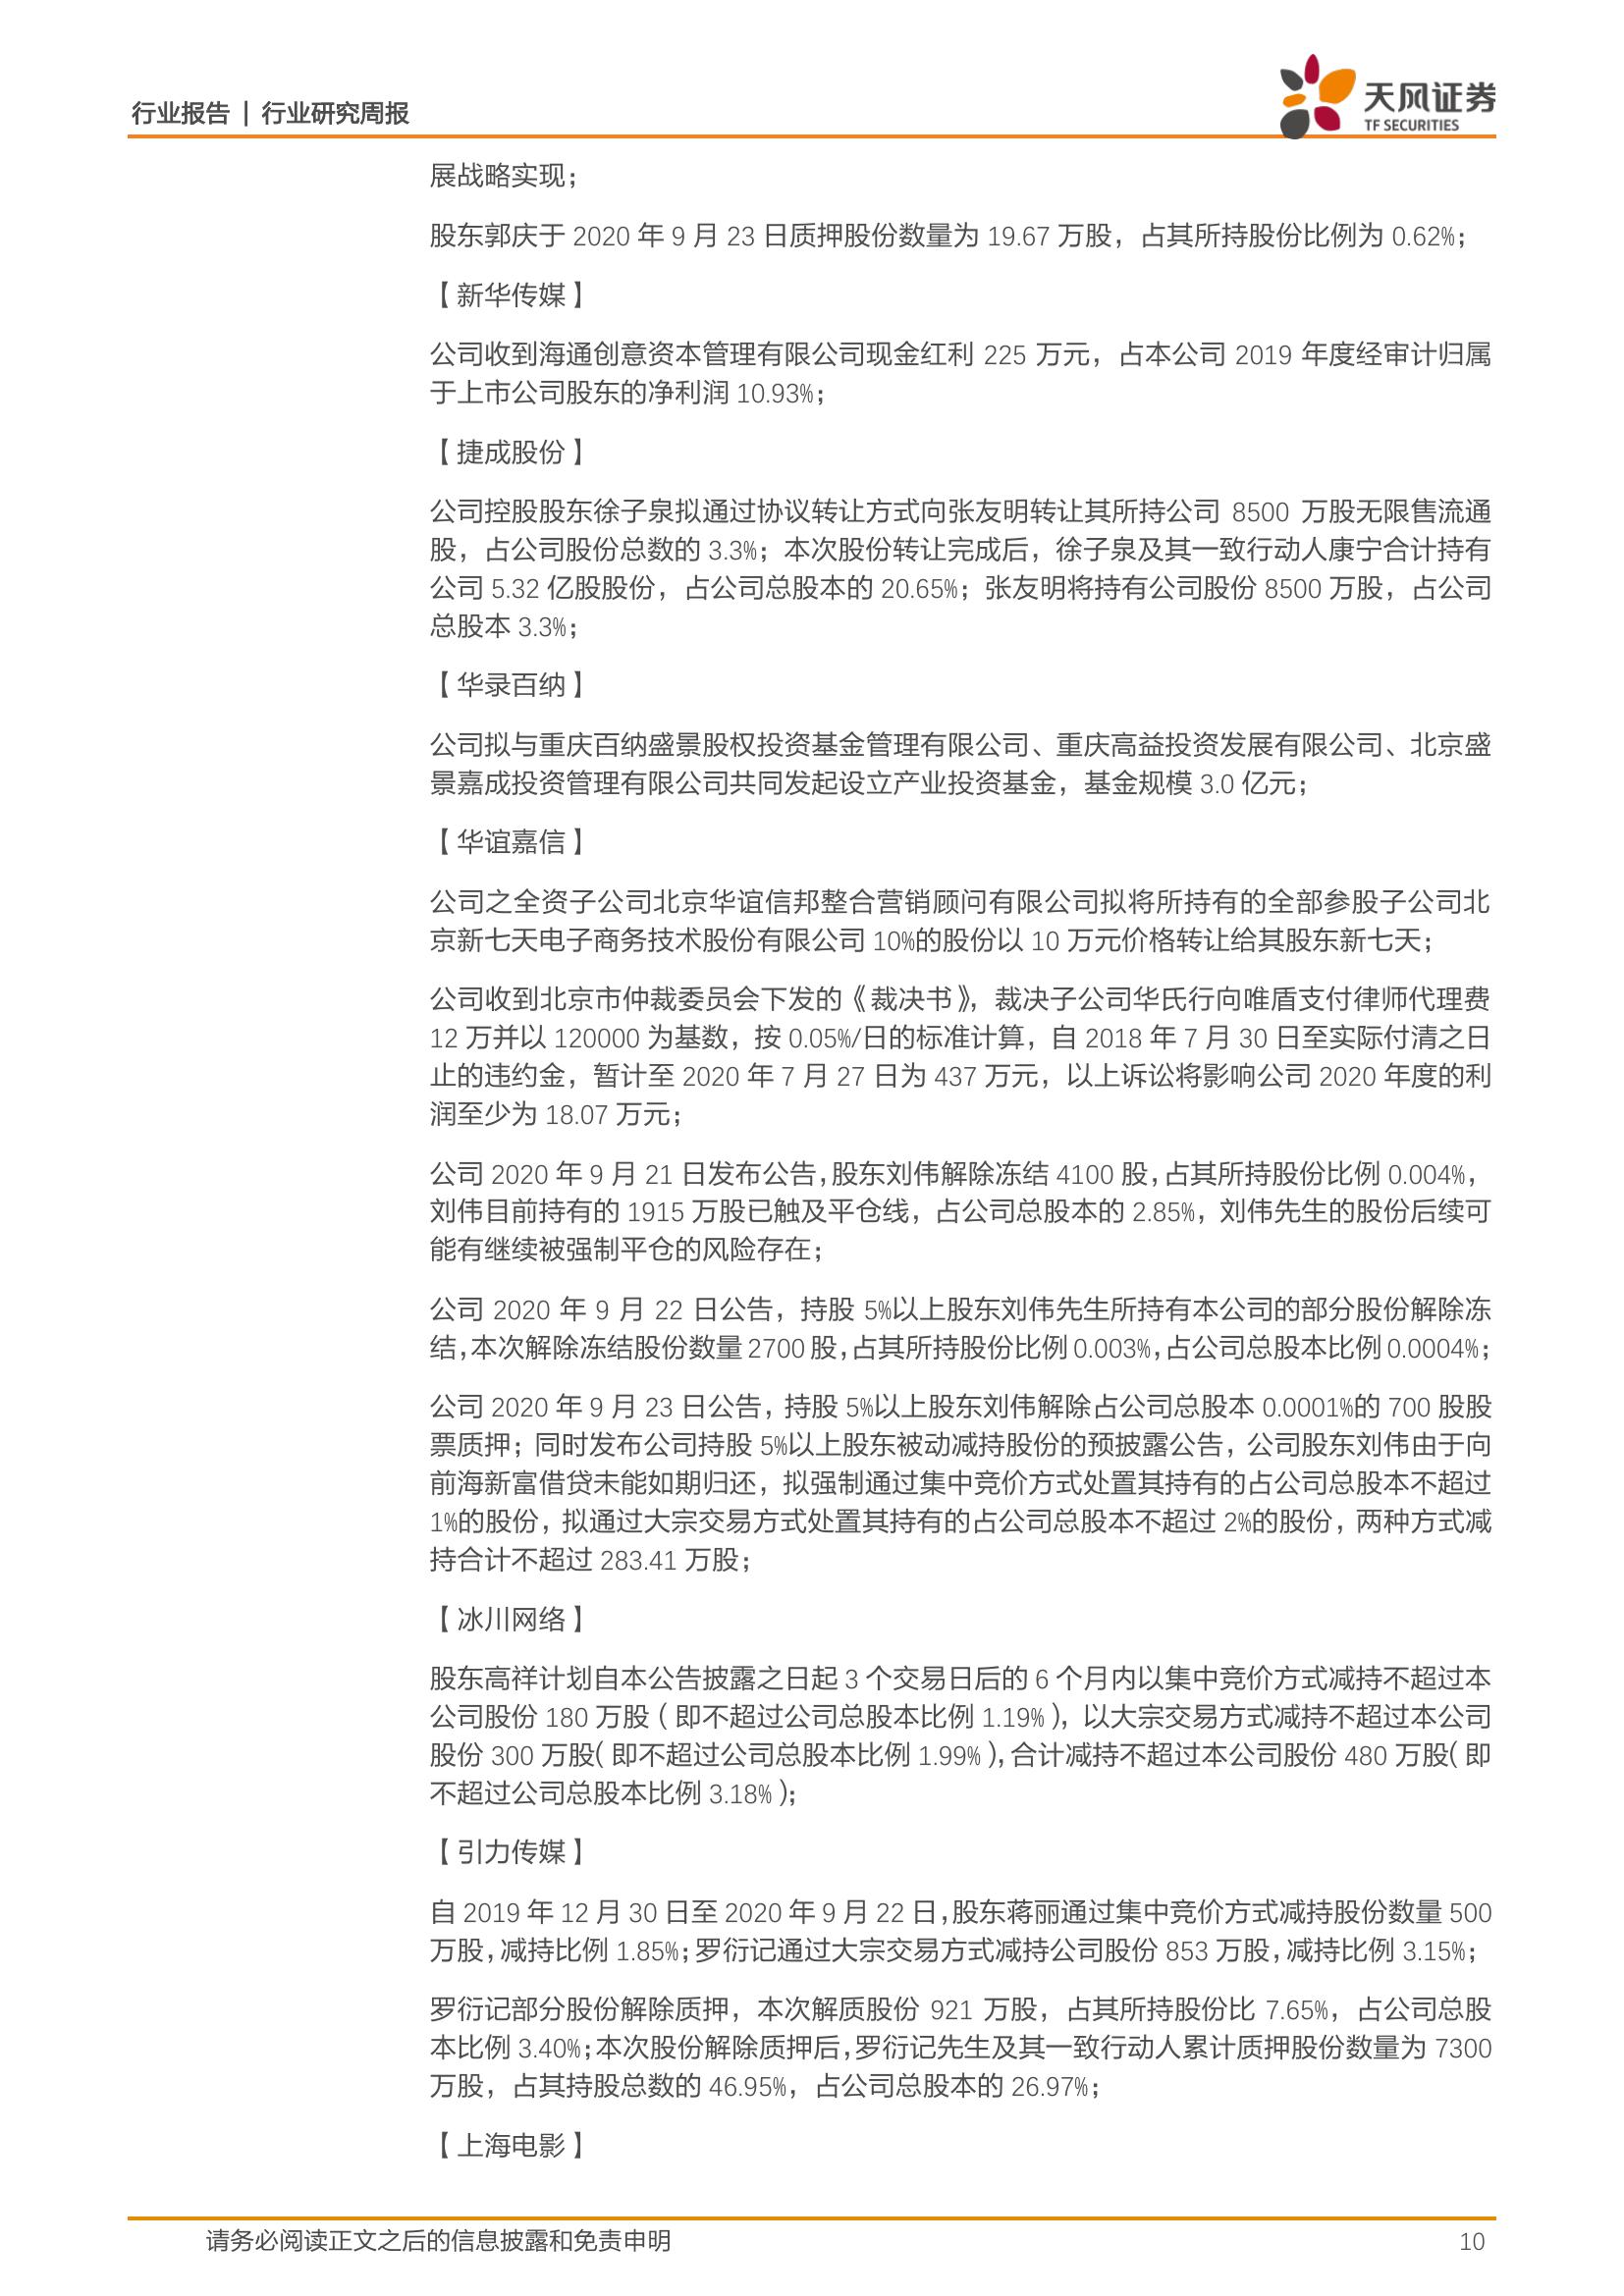 行业报告 | 行业研究周报
天风证券
TF SECURITIES
展战略实现；
股东郭庆于 2020 年 9 月 23 日质押股份数量为 19.67 万股，占其所持股份比例为 0.62%；
【新华传媒】
公司收到海通创意资本管理有限公司现金红利 225 万元，占本公司 2019 年度经审计归属
于上市公司股东的净利润 10.93%；
【捷成股份】
公司控股股东徐子泉拟通过协议转让方式向张友明转让其所持公司 8500 万股无限售流通
股，占公司股份总数的 3.3%；本次股份转让完成后，徐子泉及其一致行动人康宁合计持有
公司 5.32 亿股股份，占公司总股本的 20.65%；张友明将持有公司股份 8500 万股，占公司
总股本 3.3%；
【华录百纳】
公司拟与重庆百纳盛景股权投资基金管理有限公司、重庆高益投资发展有限公司、北京盛
景嘉成投资管理有限公司共同发起设立产业投资基金，基金规模 3.0 亿元；
【华谊嘉信】
公司之全资子公司北京华谊信邦整合营销顾问有限公司拟将所持有的全部参股子公司北
京新七天电子商务技术股份有限公司 10%的股份以 10 万元价格转让给其股东新七天；
公司收到北京市仲裁委员会下发的《裁决书》，裁决子公司华氏行向唯盾支付律师代理费
12 万并以 120000 为基数，按 0.05%/日的标准计算，自 2018 年 7 月 30 日至实际付清之日
止的违约金，暂计至 2020 年 7 月 27 日为 437 万元，以上诉讼将影响公司 2020 年度的利
润至少为 18.07 万元；
公司 2020 年 9 月 21 日发布公告，股东刘伟解除冻结 4100 股，占其所持股份比例 0.004%，
刘伟目前持有的 1915 万股已触及平仓线，占公司总股本的 2.85%，刘伟先生的股份后续可
能有继续被强制平仓的风险存在；
公司 2020 年 9 月 22 日公告，持股 5%以上股东刘伟先生所持有本公司的部分股份解除冻
结，本次解除冻结股份数量 2700 股，占其所持股份比例 0.003%，占公司总股本比例 0.0004%；
公司 2020 年 9 月 23 日公告，持股 5%以上股东刘伟解除占公司总股本 0.0001%的 700 股股
票质押；同时发布公司持股 5%以上股东被动减持股份的预披露公告，公司股东刘伟由于向
前海新富借贷未能如期归还，拟强制通过集中竞价方式处置其持有的占公司总股本不超过
1%的股份，拟通过大宗交易方式处置其持有的占公司总股本不超过 2%的股份，两种方式减
持合计不超过 283.41 万股；
【冰川网络】
股东高祥计划自本公告披露之日起 3 个交易日后的 6 个月内以集中竞价方式减持不超过本
公司股份 180 万股（即不超过公司总股本比例 1.19%），以大宗交易方式减持不超过本公司
股份 300 万股（即不超过公司总股本比例 1.99%），合计减持不超过本公司股份 480 万股（即
不超过公司总股本比例 3.18%）；
【引力传媒】
自 2019 年 12 月 30 日至 2020 年 9 月 22 日，股东蒋丽通过集中竞价方式减持股份数量 500
万股，减持比例 1.85%；罗衍记通过大宗交易方式减持公司股份 853 万股，减持比例 3.15%；
罗衍记部分股份解除质押，本次解质股份 921 万股，占其所持股份比 7.65%，占公司总股
本比例 3.40%；本次股份解除质押后，罗衍记先生及其一致行动人累计质押股份数量为 7300
万股，占其持股总数的 46.95%，占公司总股本的 26.97%；
【上海电影】
请务必阅读正文之后的信息披露和免责申明
10